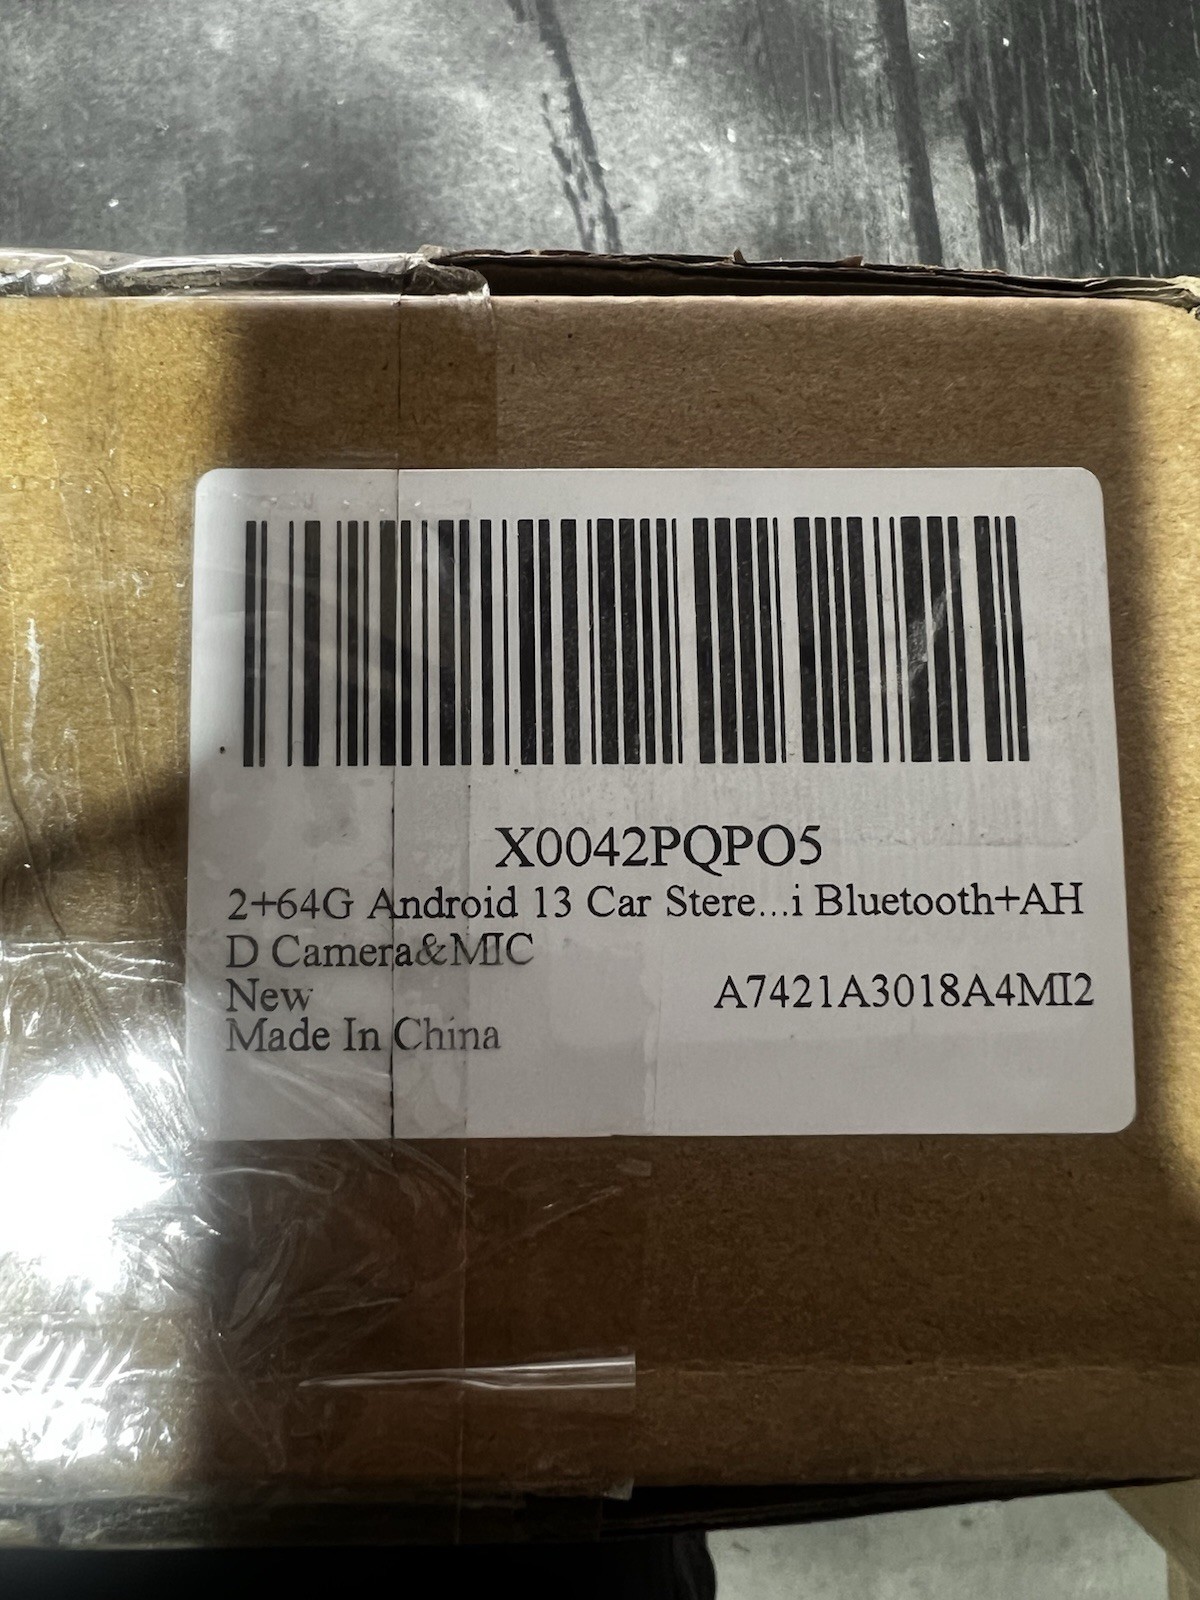 X0042PQPO5
2+64G Android 13 Car Stere...i Bluetooth+AH
D Camera&MIC
New A7421A3018A4MI2
Made In China